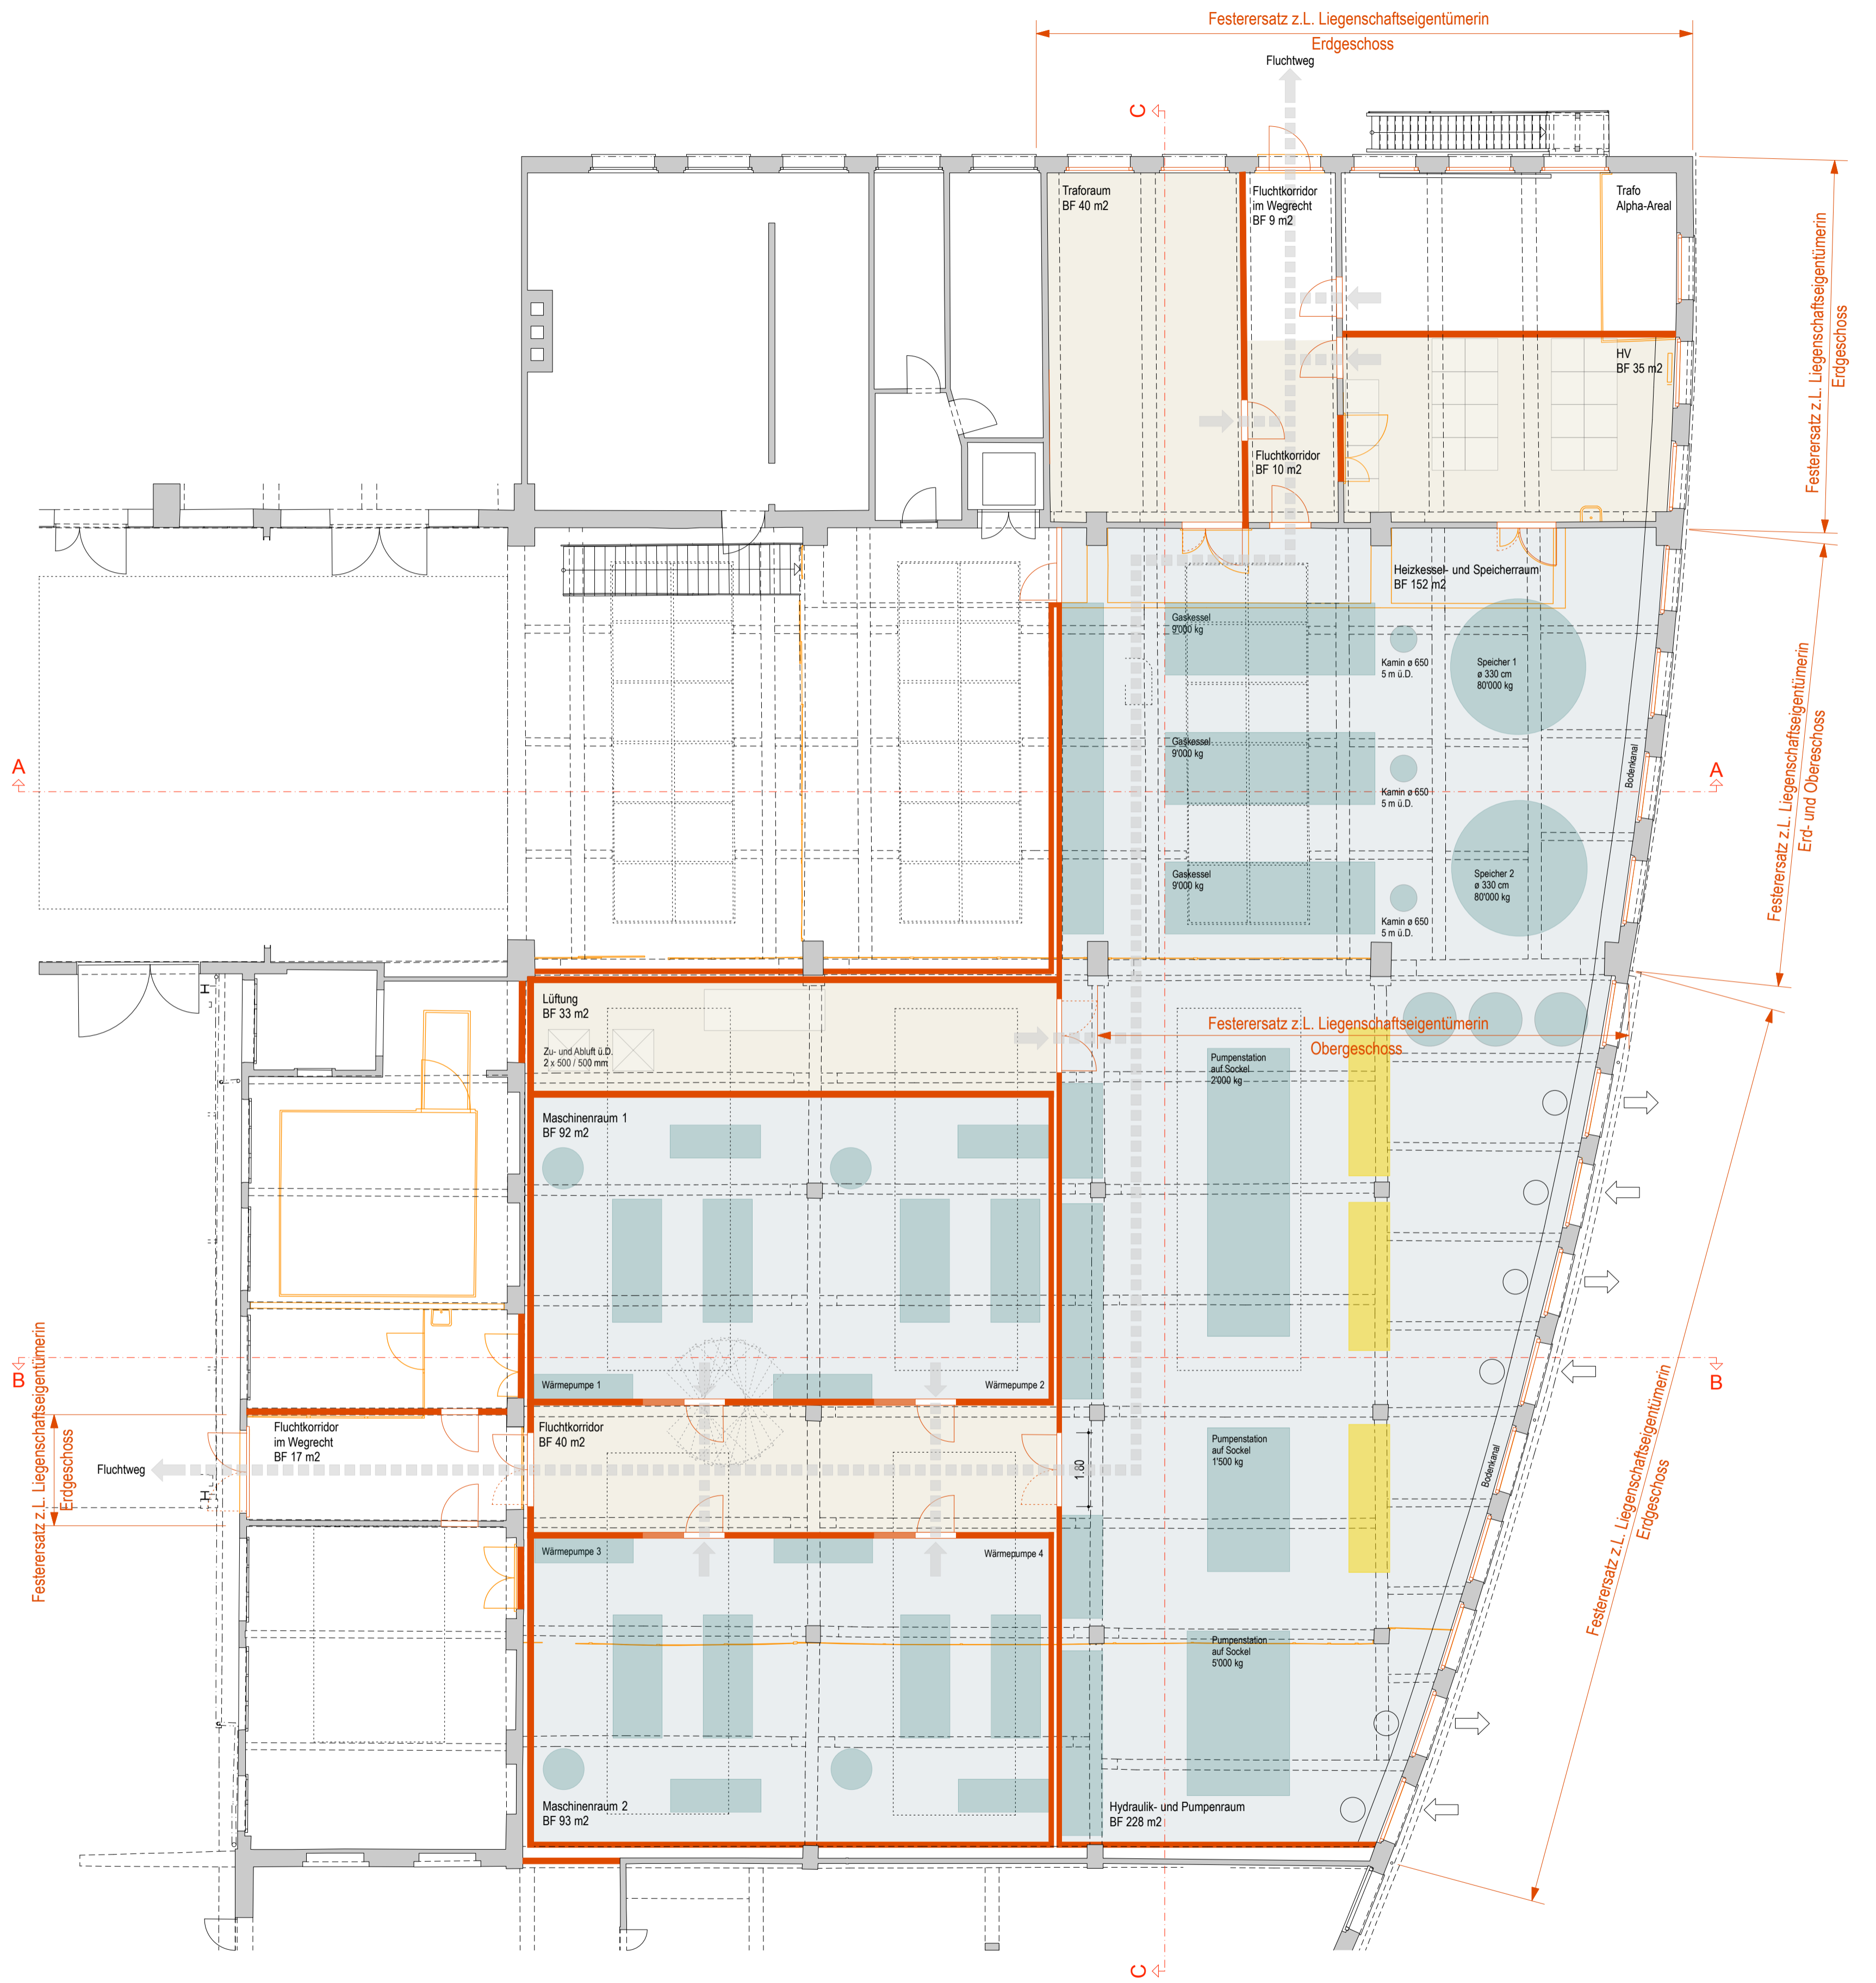 Festerersatz z.L. Liegenschaftseigentümerin
Erdgeschoss
Fluchtweg
C
Traforaum
BF 40 m2
Fluchtkorridor
im Wegrecht
BF 9 m2
Trafo
Alpha-Areal
Festerersatz z.L. Liegenschaftseigentümerin
Erdgeschoss
HV
BF 35 m2
Fluchtkorridor
BF 10 m2
Heizkessel- und Speicherraum
BF 152 m2
Gaskessel
9'000 kg
Kamin ø 650
5 m ü.D.
Speicher 1
ø 330 cm
80'000 kg
Festerersatz z.L. Liegenschaftseigentümerin
Erd- und Obereschoss
Gaskessel
9'000 kg
Bodenkanal
A
A
Kamin ø 650
5 m ü.D.
Gaskessel
9'000 kg
Speicher 2
ø 330 cm
80'000 kg
Kamin ø 650
5 m ü.D.
H
Lüftung
BF 33 m2
Zu- und Abluft ü.D.
2 x 500 / 500 mm
Festerersatz z.L. Liegenschaftseigentümerin
Obergeschoss
Pumpenstation
auf Sockel
2'000 kg
Maschinenraum 1
BF 92 m2
B
B
Wärmepumpe 1
Wärmepumpe 2
Festerersatz z.L. Liegenschaftseigentümerin
Erdgeschoss
Fluchtkorridor
im Wegrecht
BF 17 m2
Fluchtkorridor
BF 40 m2
Fluchtweg
H
1.80
Pumpenstation
auf Sockel
1'500 kg
Bodenkanal
Festerersatz z.L. Liegenschaftseigentümerin
Erdgeschoss
Wärmepumpe 3
Wärmepumpe 4
Pumpenstation
auf Sockel
5'000 kg
Maschinenraum 2
BF 93 m2
Hydraulik- und Pumpenraum
BF 228 m2
C